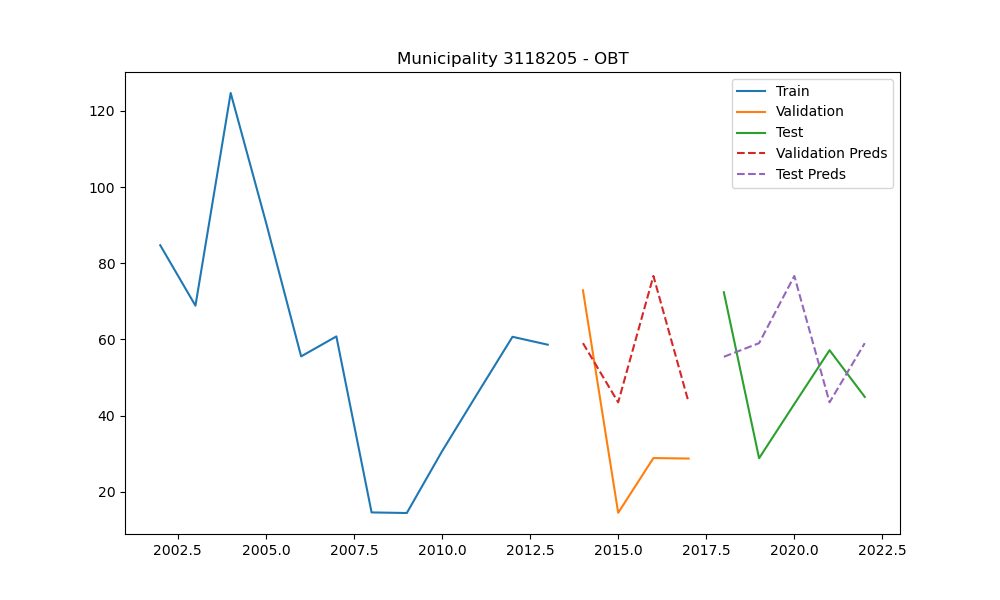 Municipality 3118205 - OBT
Train
Validation
Test
Validation Preds
Test Preds
120
100
80
60
40
20
2002.5 2005.0 2007.5 2010.0 2012.5 2015.0 2017.5 2020.0 2022.5